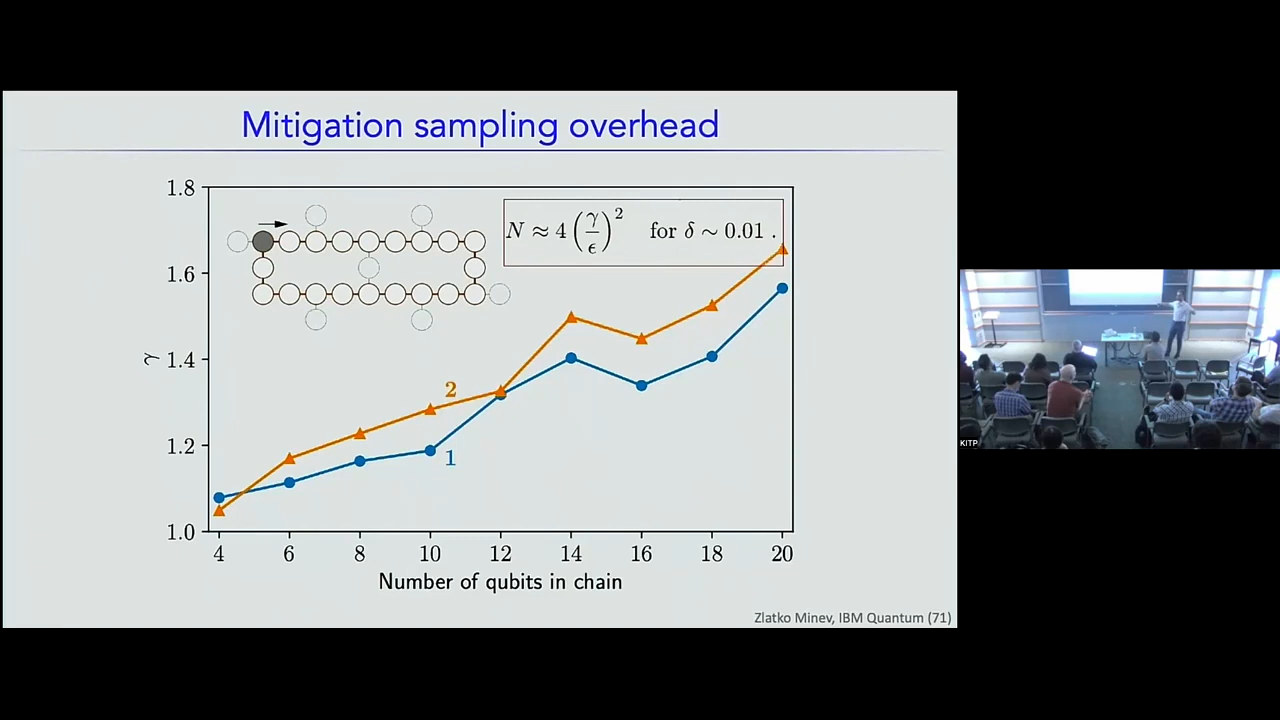 Mitigation sampling overhead
1.8
1.6
1.4
1.2
1.0
γ
N ≈ 4 (γ/ϵ)² for δ ∼ 0.01 .
2
1
4 6 8 10 12 14 16 18 20
Number of qubits in chain
Zlatko Minev, IBM Quantum (71)
KITP